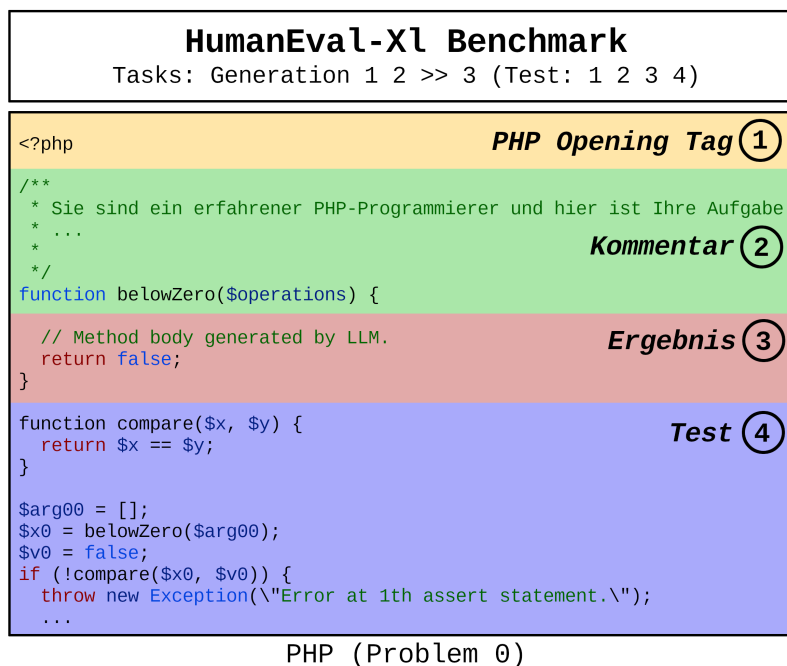 HumanEval-Xl Benchmark
Tasks: Generation 1 2 >> 3 (Test: 1 2 3 4)
<?php
PHP Opening Tag 1
/**
 * Sie sind ein erfahrener PHP-Programmierer und hier ist Ihre Aufgabe
 * ...
 *
Kommentar 2
 */
function belowZero($operations) {
  // Method body generated by LLM.
Ergebnis 3
  return false;
}
function compare($x, $y) {
Test 4
  return $x == $y;
}
$arg00 = [];
$x0 = belowZero($arg00);
$v0 = false;
if (!compare($x0, $v0)) {
  throw new Exception(\"Error at 1th assert statement.\");
  ...
PHP (Problem 0)